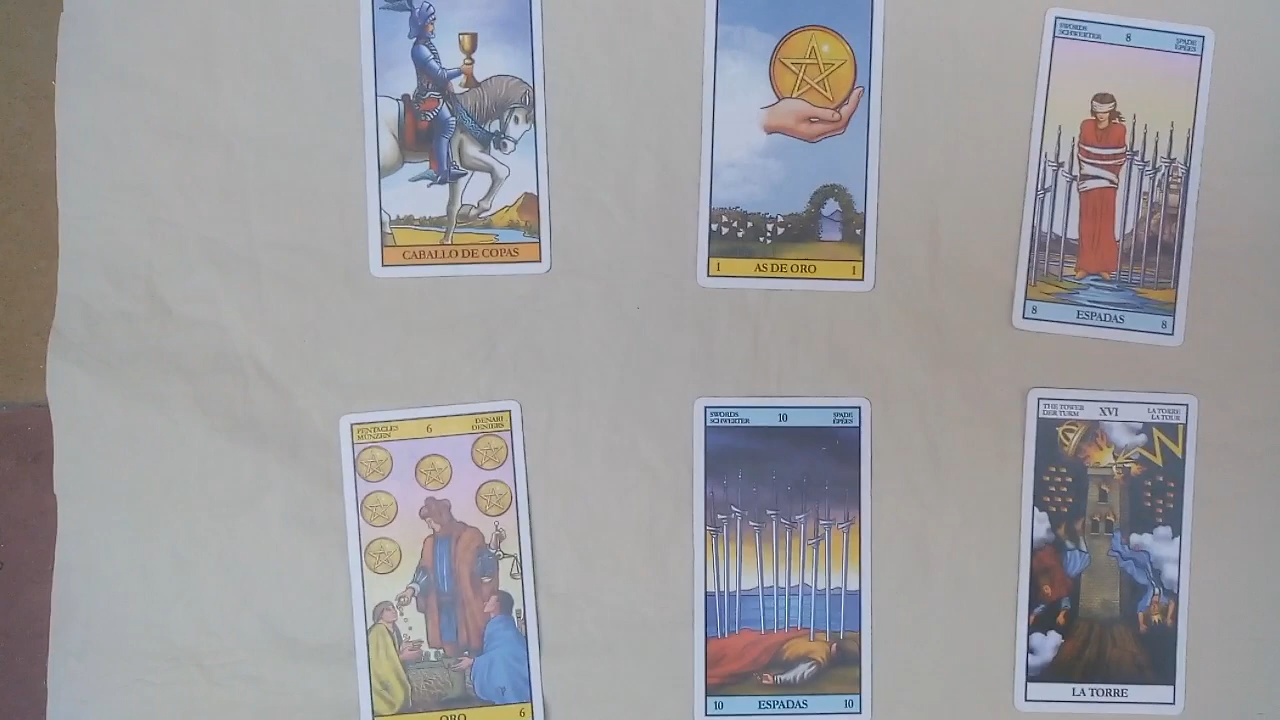 CABALLO DE COPAS
1 AS DE ORO 1
SWORDS 8 SPADE
SCHWERTER ÉPÉES
8 ESPADAS 8
PENTACLES 6 DENARI
MÜNZEN DENIERS
ORO 6
SWORDS 10 SPADE
SCHWERTER ÉPÉES
10 ESPADAS 10
THE TOWER XVI LA TORRE
DER TURM LA TOUR
LA TORRE